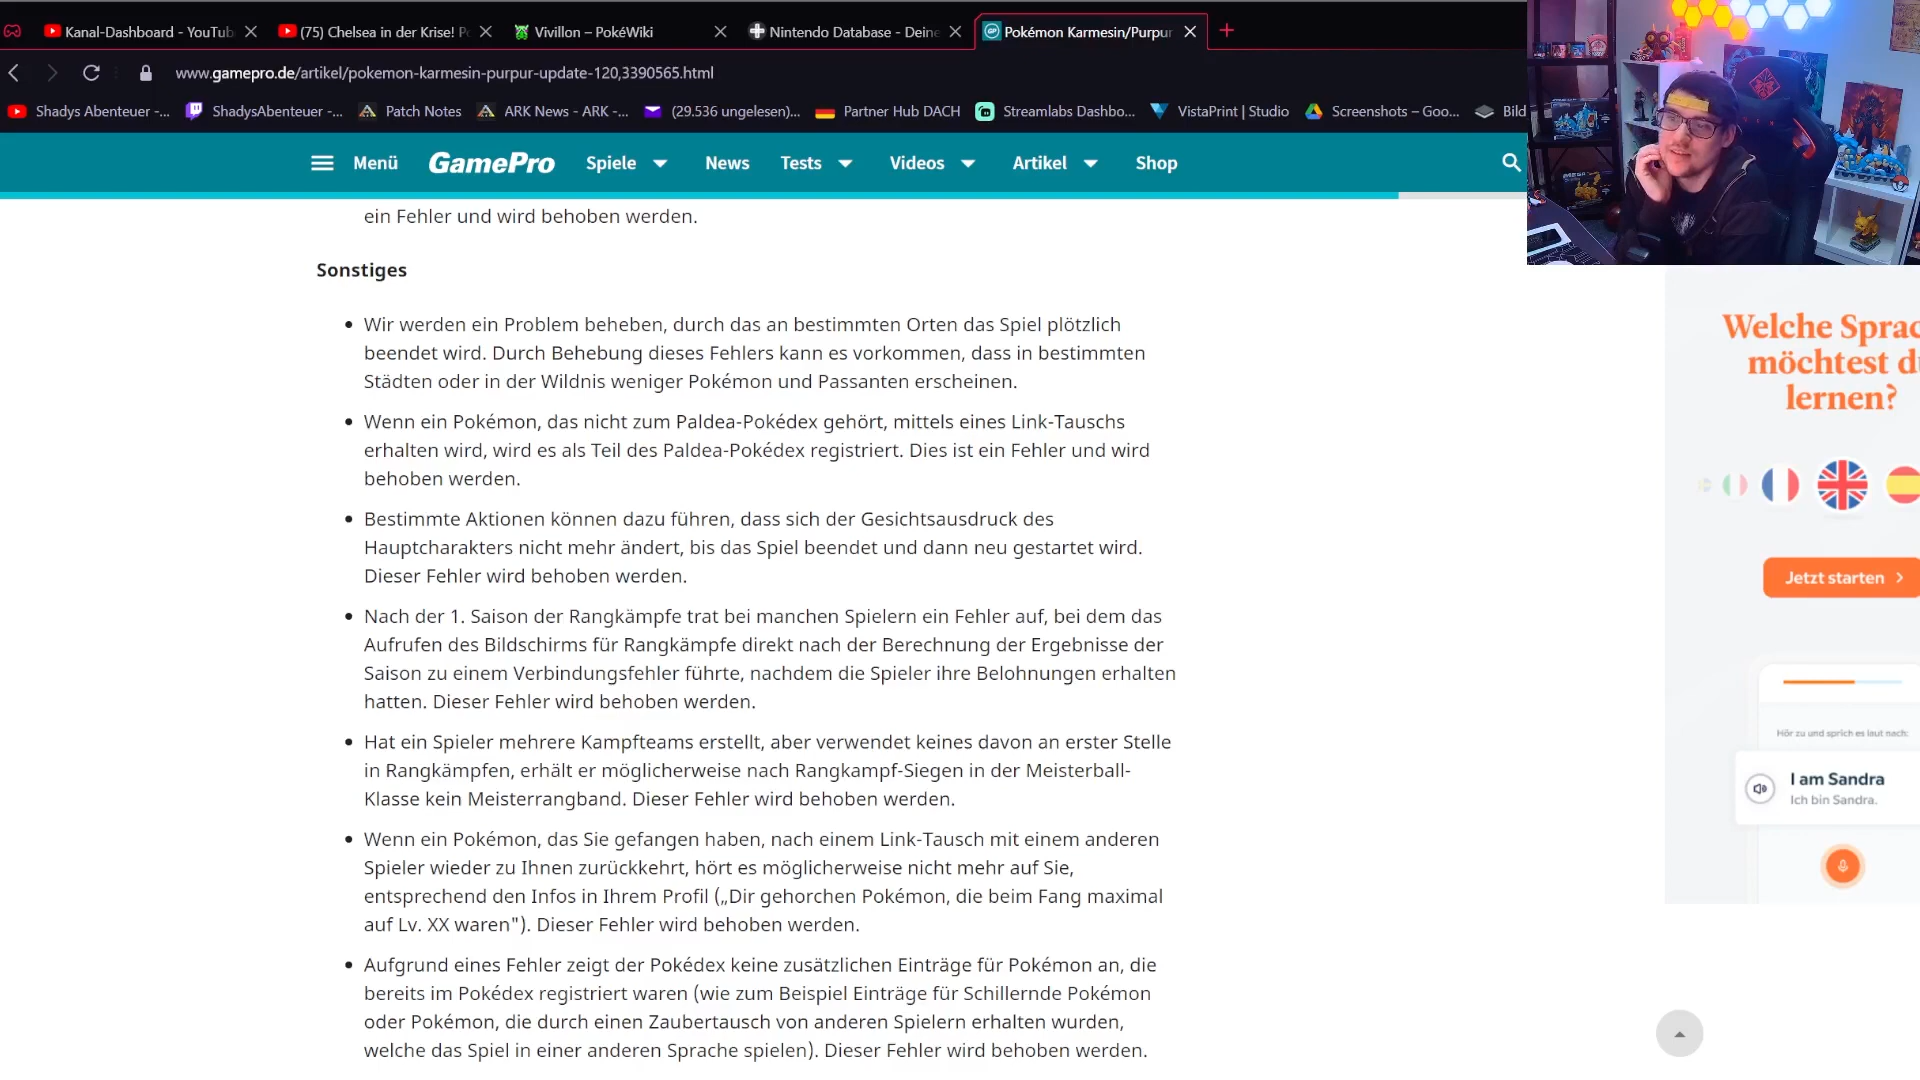 Kanal-Dashboard - YouTub
(75) Chelsea in der Krise! Po
Vivillon – PokéWiki
Nintendo Database - Deine
Pokémon Karmesin/Purpur
www.gamepro.de/artikel/pokemon-karmesin-purpur-update-120,3390565.html
Shadys Abenteuer -...
ShadysAbenteuer -...
Patch Notes
ARK News - ARK -...
(29.536 ungelesen)...
Partner Hub DACH
Streamlabs Dashbo...
VistaPrint | Studio
Screenshots – Goo...
Bild
Menü
GamePro
Spiele
News
Tests
Videos
Artikel
Shop
ein Fehler und wird behoben werden.
Sonstiges
Wir werden ein Problem beheben, durch das an bestimmten Orten das Spiel plötzlich
beendet wird. Durch Behebung dieses Fehlers kann es vorkommen, dass in bestimmten
Städten oder in der Wildnis weniger Pokémon und Passanten erscheinen.
Wenn ein Pokémon, das nicht zum Paldea-Pokédex gehört, mittels eines Link-Tauschs
erhalten wird, wird es als Teil des Paldea-Pokédex registriert. Dies ist ein Fehler und wird
behoben werden.
Bestimmte Aktionen können dazu führen, dass sich der Gesichtsausdruck des
Hauptcharakters nicht mehr ändert, bis das Spiel beendet und dann neu gestartet wird.
Dieser Fehler wird behoben werden.
Nach der 1. Saison der Rangkämpfe trat bei manchen Spielern ein Fehler auf, bei dem das
Aufrufen des Bildschirms für Rangkämpfe direkt nach der Berechnung der Ergebnisse der
Saison zu einem Verbindungsfehler führte, nachdem die Spieler ihre Belohnungen erhalten
hatten. Dieser Fehler wird behoben werden.
Hat ein Spieler mehrere Kampfteams erstellt, aber verwendet keines davon an erster Stelle
in Rangkämpfen, erhält er möglicherweise nach Rangkampf-Siegen in der Meisterball-
Klasse kein Meisterrangband. Dieser Fehler wird behoben werden.
Wenn ein Pokémon, das Sie gefangen haben, nach einem Link-Tausch mit einem anderen
Spieler wieder zu Ihnen zurückkehrt, hört es möglicherweise nicht mehr auf Sie,
entsprechend den Infos in Ihrem Profil („Dir gehorchen Pokémon, die beim Fang maximal
auf Lv. XX waren"). Dieser Fehler wird behoben werden.
Aufgrund eines Fehler zeigt der Pokédex keine zusätzlichen Einträge für Pokémon an, die
bereits im Pokédex registriert waren (wie zum Beispiel Einträge für Schillernde Pokémon
oder Pokémon, die durch einen Zaubertausch von anderen Spielern erhalten wurden,
welche das Spiel in einer anderen Sprache spielen). Dieser Fehler wird behoben werden.
Welche Sprac
möchtest du
lernen?
Jetzt starten
Hör zu und sprich es laut nach:
I am Sandra
Ich bin Sandra.